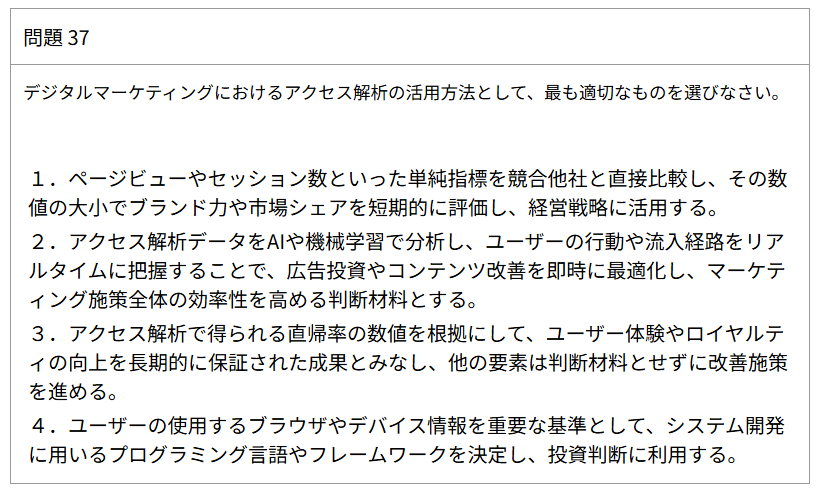 問題 37
デジタルマーケティングにおけるアクセス解析の活用方法として、最も適切なものを選びなさい。
１．ページビューやセッション数といった単純指標を競合他社と直接比較し、その数
値の大小でブランド力や市場シェアを短期的に評価し、経営戦略に活用する。
２．アクセス解析データをAIや機械学習で分析し、ユーザーの行動や流入経路をリア
ルタイムに把握することで、広告投資やコンテンツ改善を即時に最適化し、マーケテ
ィング施策全体の効率性を高める判断材料とする。
３．アクセス解析で得られる直帰率の数値を根拠にして、ユーザー体験やロイヤルテ
ィの向上を長期的に保証された成果とみなし、他の要素は判断材料とせずに改善施策
を進める。
４．ユーザーの使用するブラウザやデバイス情報を重要な基準として、システム開発
に用いるプログラミング言語やフレームワークを決定し、投資判断に利用する。